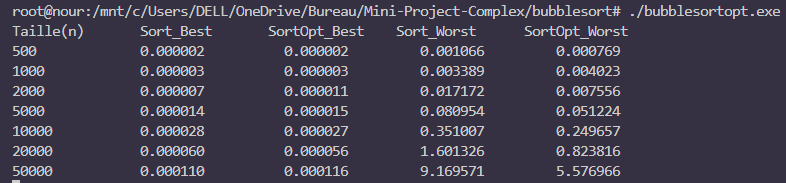 root@nour:/mnt/c/Users/DELL/OneDrive/Bureau/Mini-Project-Complex/bubblesort# ./bubblesortopt.exe
Taille(n) Sort_Best SortOpt_Best Sort_Worst SortOpt_Worst
500 0.000002 0.000002 0.001066 0.000769
1000 0.000003 0.000003 0.003389 0.004023
2000 0.000007 0.000011 0.017172 0.007556
5000 0.000014 0.000015 0.080954 0.051224
10000 0.000028 0.000027 0.351007 0.249657
20000 0.000060 0.000056 1.601326 0.823816
50000 0.000110 0.000116 9.169571 5.576966